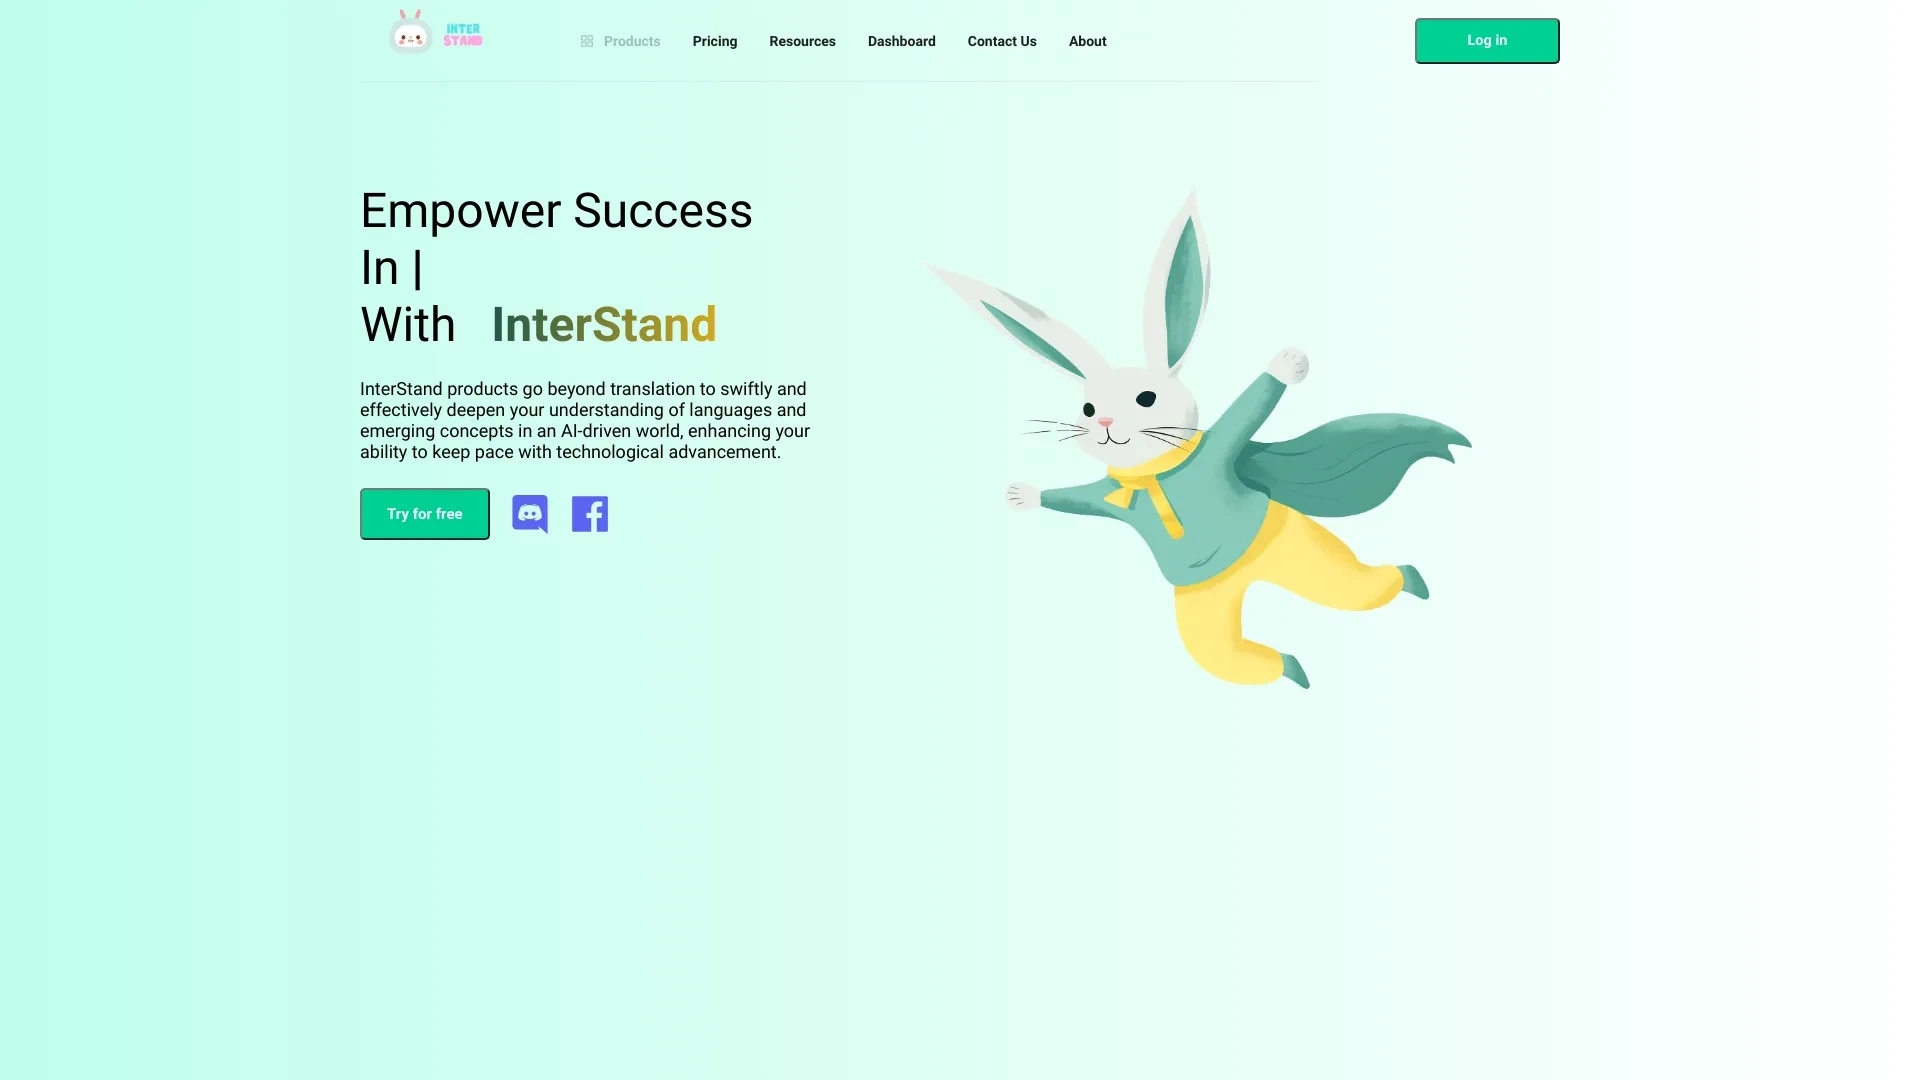 INTER
STAND
Products
Pricing
Resources
Dashboard
Contact Us
About
Log in
Empower Success
In |
With InterStand
InterStand products go beyond translation to swiftly and
effectively deepen your understanding of languages and
emerging concepts in an AI-driven world, enhancing your
ability to keep pace with technological advancement.
Try for free